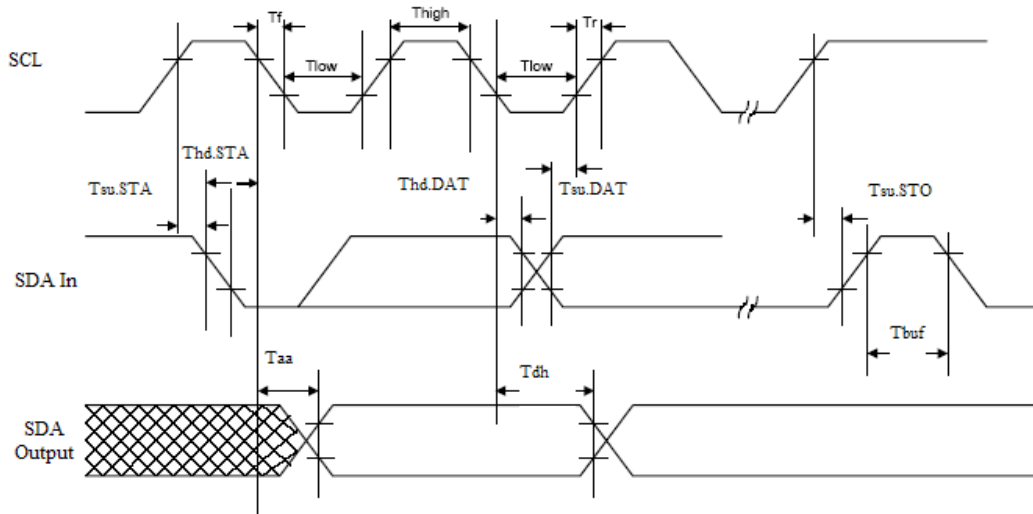 Tf
Thigh
Tr
SCL
Tlow
Tlow
Thd.STA
Tsu.STA
Thd.DAT
Tsu.DAT
Tsu.STO
SDA In
Tbuf
Taa
Tdh
SDA
Output